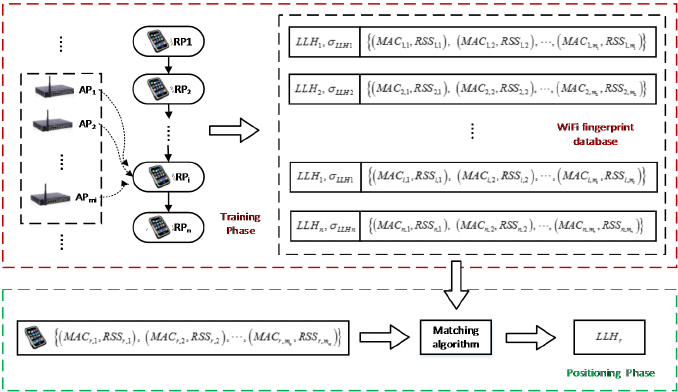 RP1
AP1
RP2
AP2
RPi
APmi
RPn
Training
Phase
LLH1, σLLH1 {(MAC1,1, RSS1,1), (MAC1,2, RSS1,2), ⋯, (MAC1,m1, RSS1,m1)}
LLH2, σLLH2 {(MAC2,1, RSS2,1), (MAC2,2, RSS2,2), ⋯, (MAC2,m2, RSS2,m2)}
WiFi fingerprint
database
LLH1, σLLH1 {(MACi,1, RSSi,1), (MACi,2, RSSi,2), ⋯, (MACi,mi, RSSi,mi)}
LLHn, σLLHn {(MACn,1, RSSn,1), (MACn,2, RSSn,2), ⋯, (MACn,mn, RSSn,mn)}
{(MACr,1, RSSr,1), (MACr,2, RSSr,2), ⋯, (MACr,mn, RSSr,mn)}
Matching
algorithm
LLHr
Positioning Phase